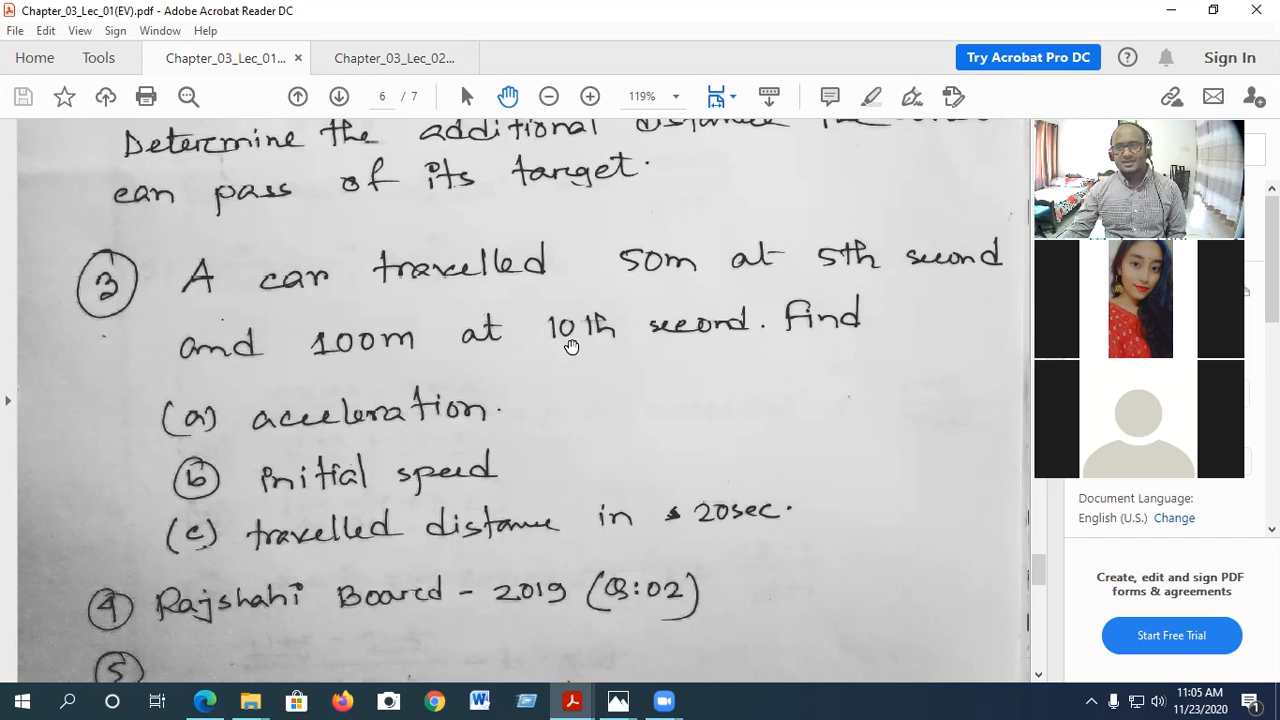 Chapter_03_Lec_01(EV).pdf - Adobe Acrobat Reader DC
File Edit View Sign Window Help
Home Tools Chapter_03_Lec_01... × Chapter_03_Lec_02... Try Acrobat Pro DC Sign In
6 / 7 119%
Determine the additional distance
can pass of its target.
3 A car travelled 50m at 5th second
and 100m at 10th second. Find
(a) acceleration.
b initial speed
(c) travelled distance in 20sec.
4 Rajshahi Board - 2019 (Q:02)
5
Document Language:
English (U.S.) Change
Create, edit and sign PDF
forms & agreements
Start Free Trial
11:05 AM
11/23/2020